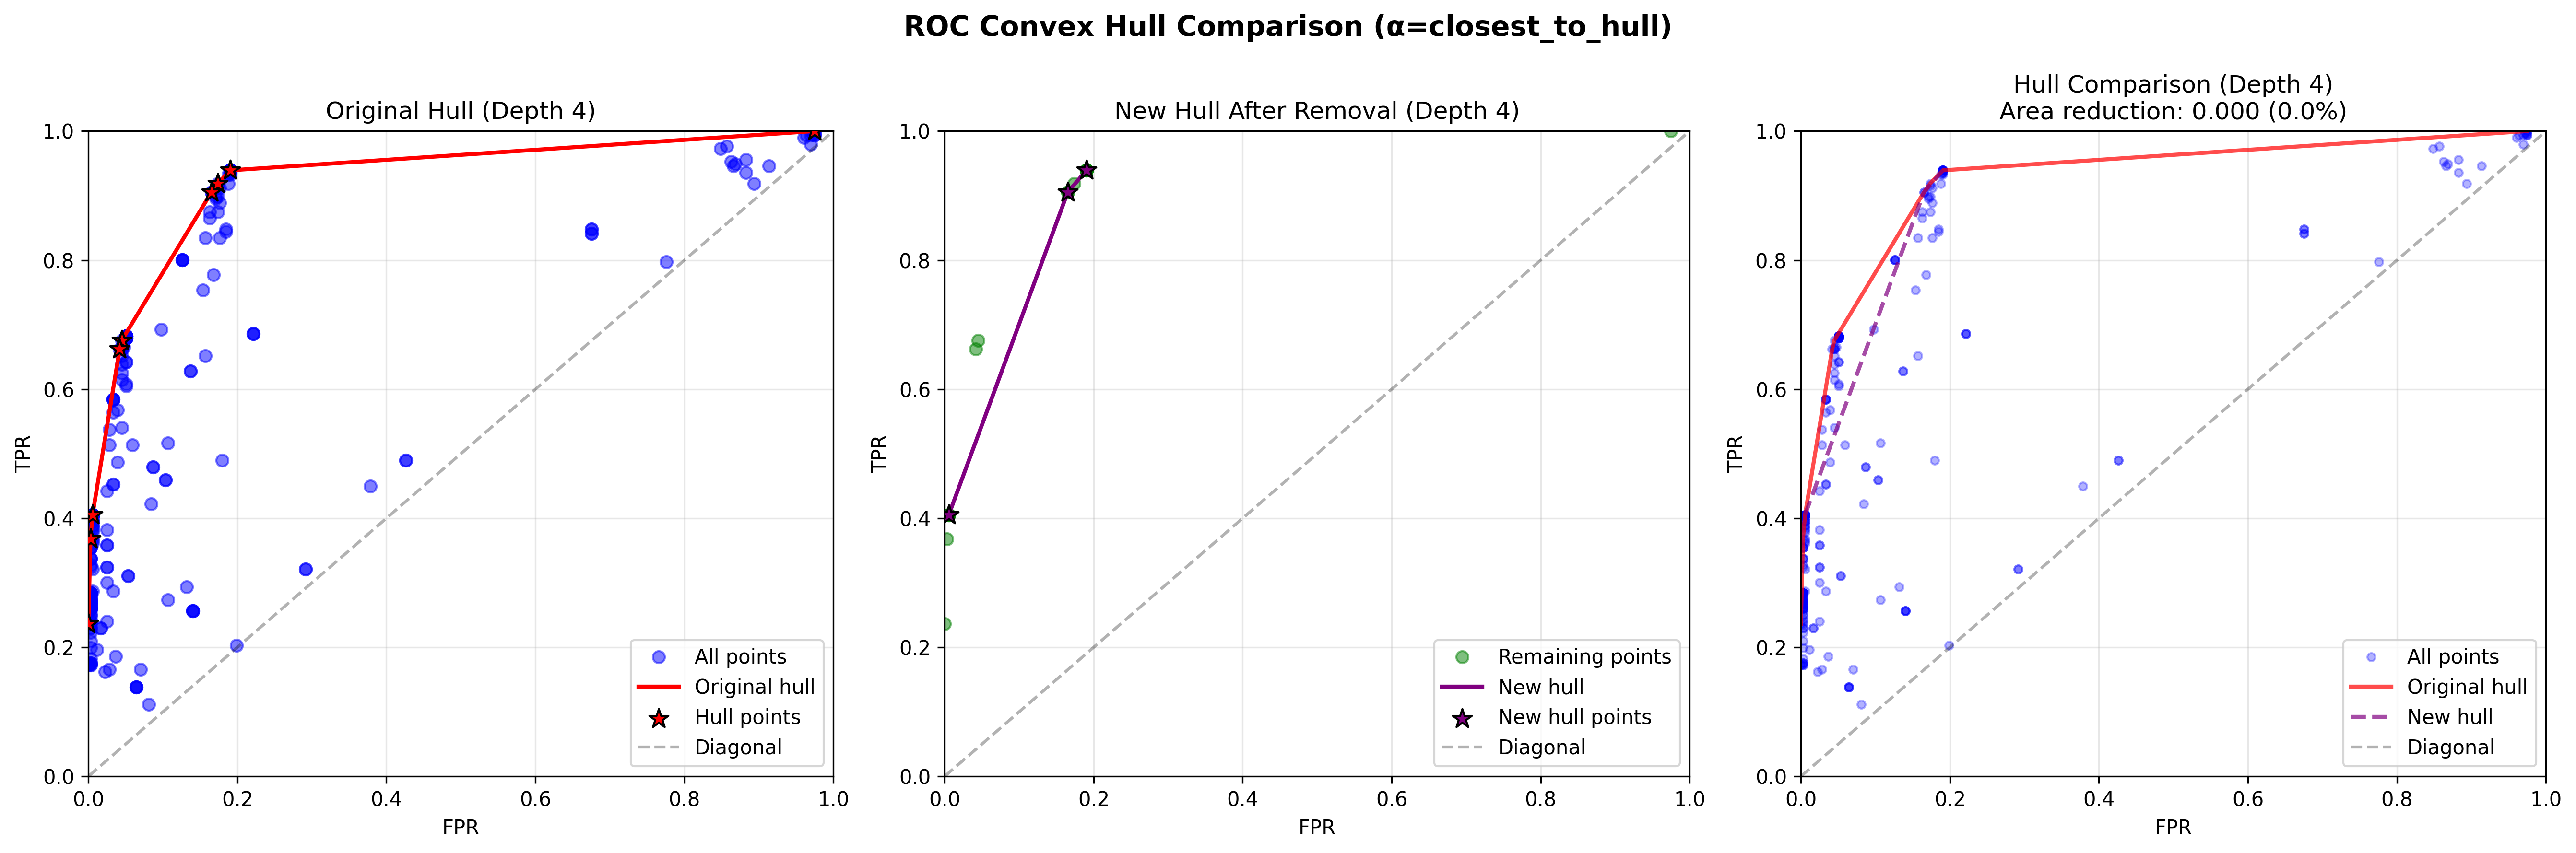 ROC Convex Hull Comparison (α=closest_to_hull)
Original Hull (Depth 4)
1.0
0.8
0.6
0.4
0.2
0.0
TPR
0.0 0.2 0.4 0.6 0.8 1.0
FPR
All points
Original hull
Hull points
Diagonal
New Hull After Removal (Depth 4)
1.0
0.8
0.6
0.4
0.2
0.0
TPR
0.0 0.2 0.4 0.6 0.8 1.0
FPR
Remaining points
New hull
New hull points
Diagonal
Hull Comparison (Depth 4)
Area reduction: 0.000 (0.0%)
1.0
0.8
0.6
0.4
0.2
0.0
TPR
0.0 0.2 0.4 0.6 0.8 1.0
FPR
All points
Original hull
New hull
Diagonal